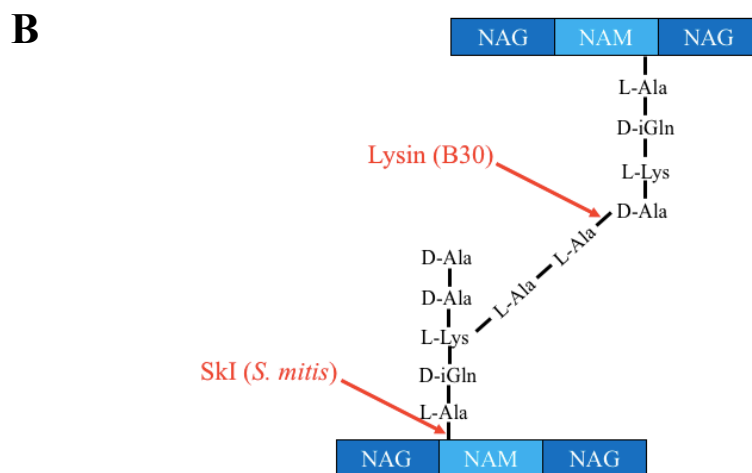 B
NAG NAM NAG
L-Ala
D-iGln
Lysin (B30)
L-Lys
D-Ala
L-Ala
L-Ala
D-Ala
D-Ala
L-Lys
SkI (S. mitis)
D-iGln
L-Ala
NAG NAM NAG